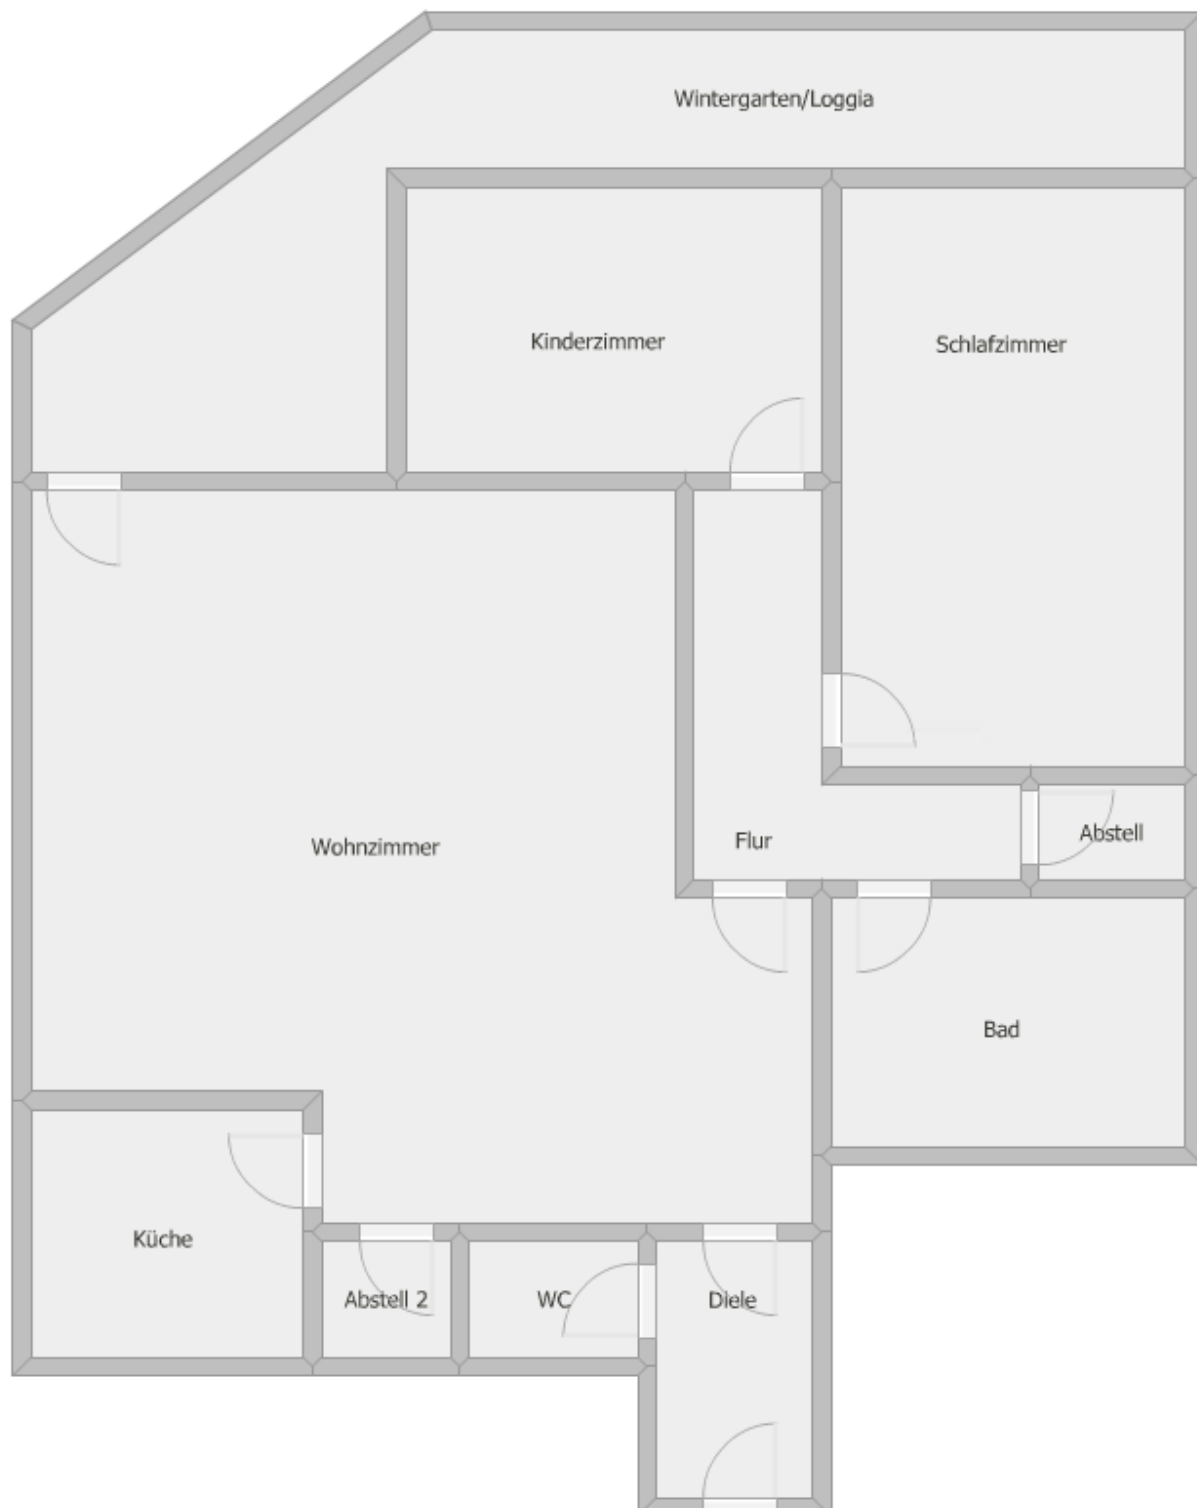 Wintergarten/Loggia
Kinderzimmer
Schlafzimmer
Wohnzimmer
Flur
Abstell
Bad
Küche
Abstell 2
WC
Diele